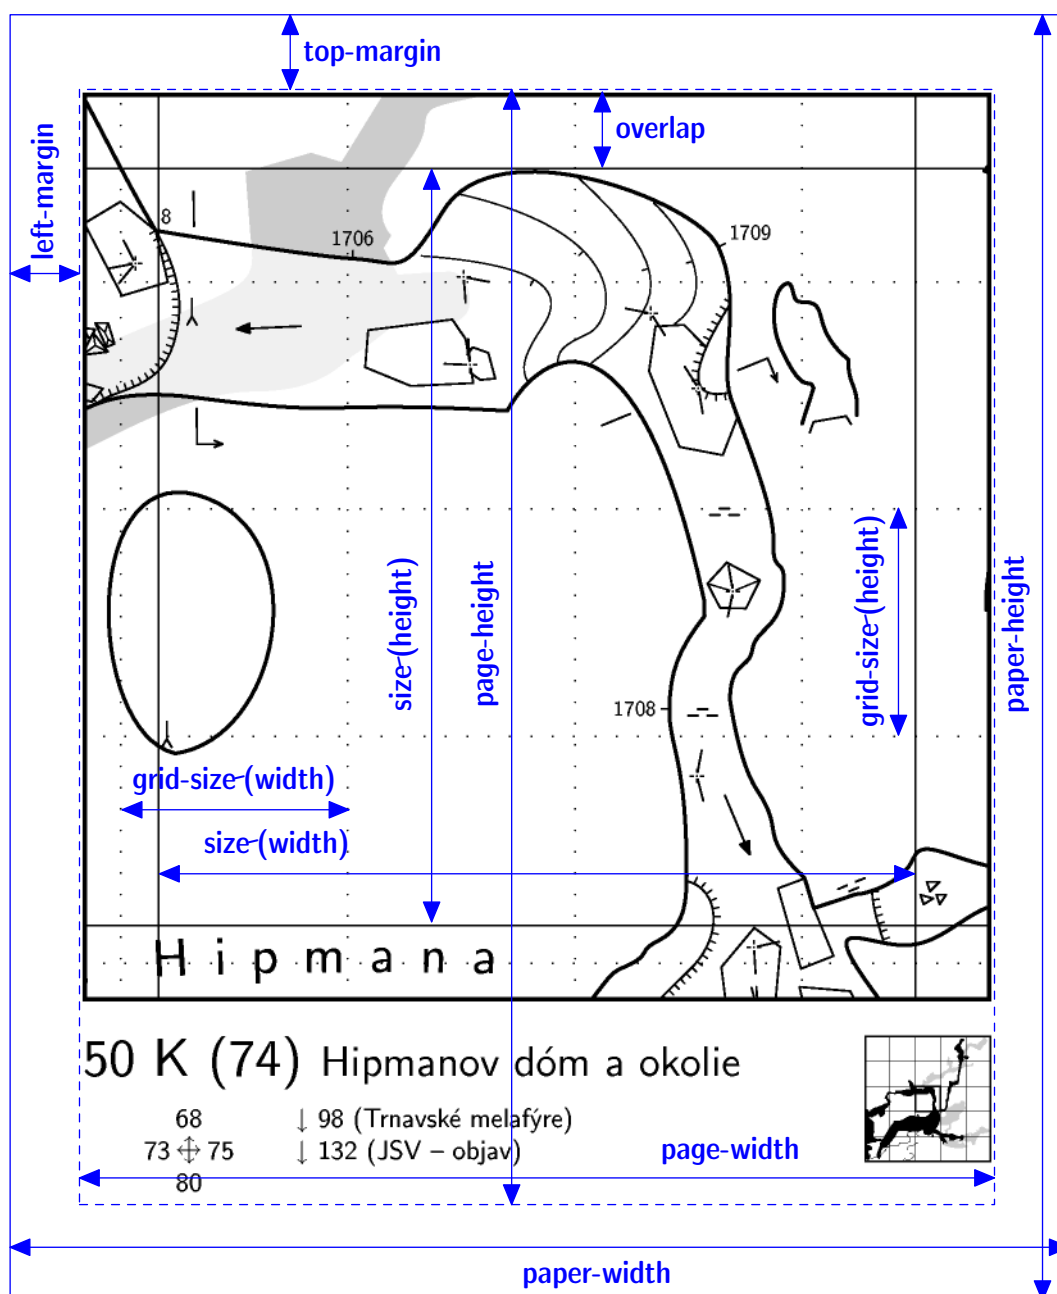 top-margin
overlap
left-margin
8
1706
1709
size (height)
page-height
grid-size (height)
paper-height
1708
grid-size (width)
size (width)
Hipmana
50 K (74) Hipmanov dóm a okolie
68
↓ 98 (Trnavské melafýre)
73 75
↓ 132 (JSV – objav)
80
page-width
paper-width